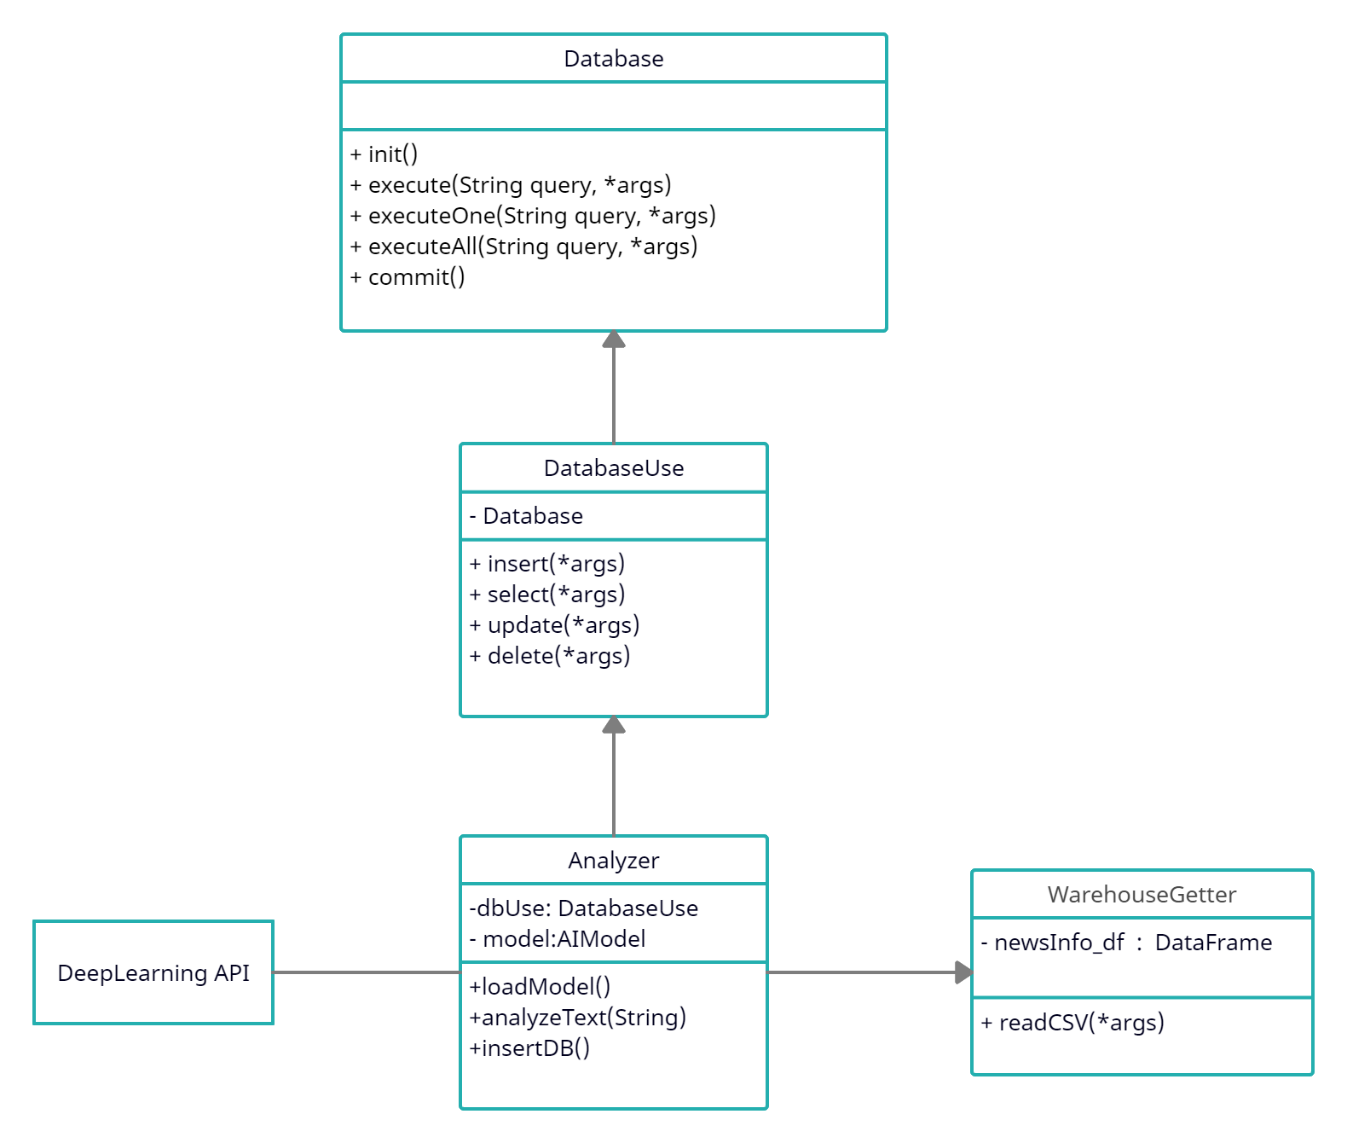 Database
+ init()
+ execute(String query, *args)
+ executeOne(String query, *args)
+ executeAll(String query, *args)
+ commit()
DatabaseUse
- Database
+ insert(*args)
+ select(*args)
+ update(*args)
+ delete(*args)
Analyzer
-dbUse: DatabaseUse
- model:AIModel
+loadModel()
+analyzeText(String)
+insertDB()
DeepLearning API
WarehouseGetter
- newsInfo_df : DataFrame
+ readCSV(*args)